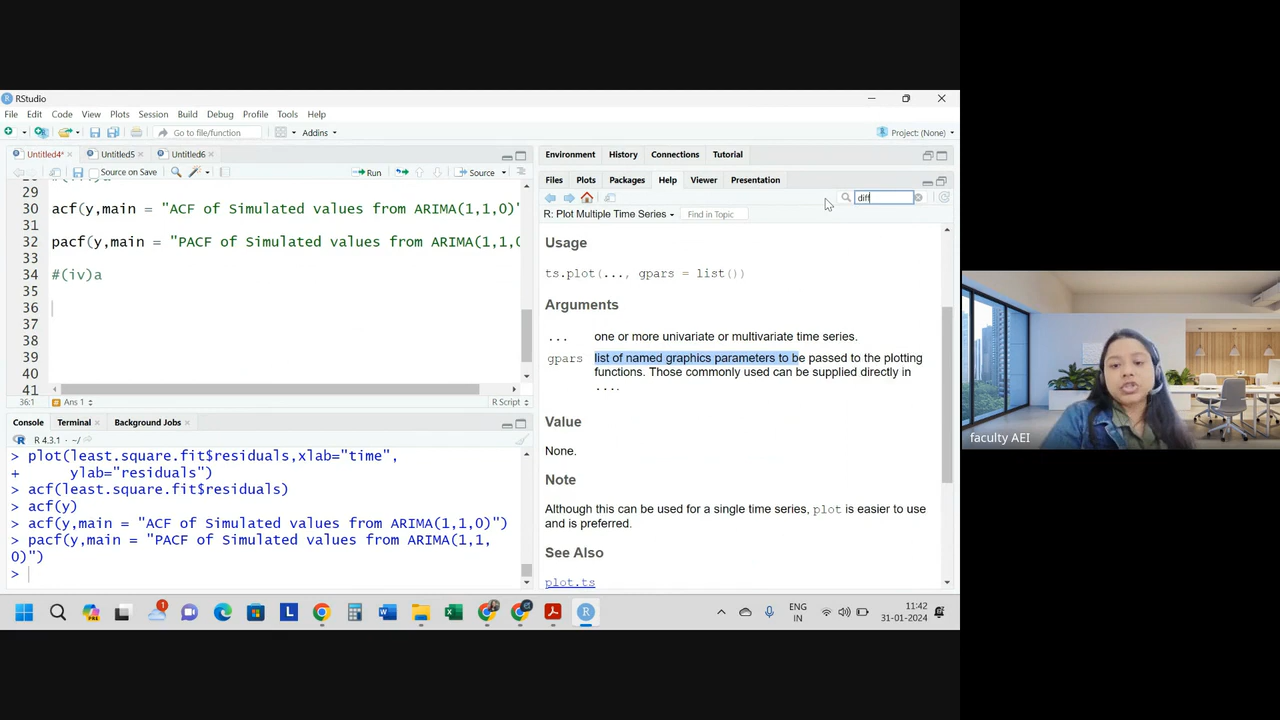 RStudio
File Edit Code View Plots Session Build Debug Profile Tools Help
Go to file/function Addins Project: (None)
Untitled4* Untitled5 Untitled6
Source on Save Run Source
29
30 acf(y,main = "ACF of Simulated values from ARIMA(1,1,0)"
31
32 pacf(y,main = "PACF of Simulated values from ARIMA(1,1,0
33
34 #(iv)a
35
36
37
38
39
40
41
36:1 Ans 1 R Script
Console Terminal Background Jobs
R 4.3.1 · ~/
> plot(least.square.fit$residuals,xlab="time",
+ ylab="residuals")
> acf(least.square.fit$residuals)
> acf(y)
> acf(y,main = "ACF of Simulated values from ARIMA(1,1,0)")
> pacf(y,main = "PACF of Simulated values from ARIMA(1,1,
0)")
>
Environment History Connections Tutorial
Files Plots Packages Help Viewer Presentation
diff
R: Plot Multiple Time Series Find in Topic
Usage
ts.plot(..., gpars = list())
Arguments
... one or more univariate or multivariate time series.
gpars list of named graphics parameters to be passed to the plotting
functions. Those commonly used can be supplied directly in
....
Value
None.
Note
Although this can be used for a single time series, plot is easier to use
and is preferred.
See Also
plot.ts
faculty AEI
1
PRE
L
ENG
IN
11:42
31-01-2024